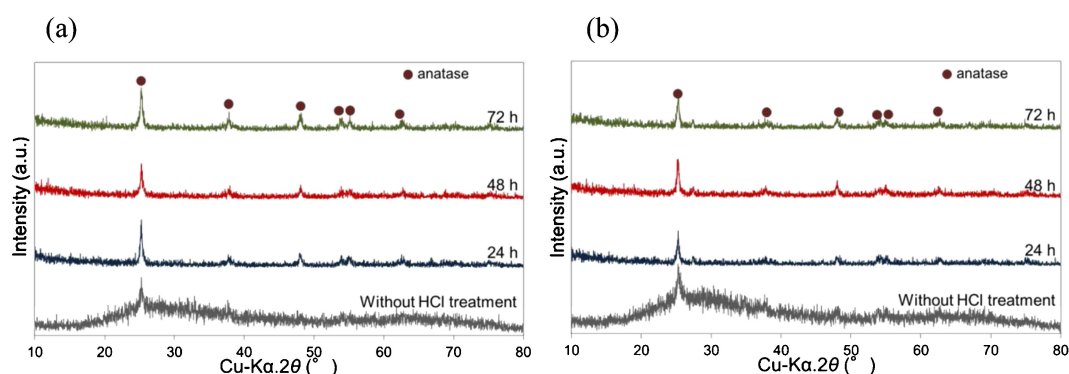 (a)
anatase
72 h
48 h
24 h
Without HCl treatment
Intensity (a.u.)
10 20 30 40 50 60 70 80
Cu-Kα.2θ (°)
(b)
anatase
72 h
48 h
24 h
Without HCl treatment
Intensity (a.u.)
10 20 30 40 50 60 70 80
Cu-Kα.2θ (°)